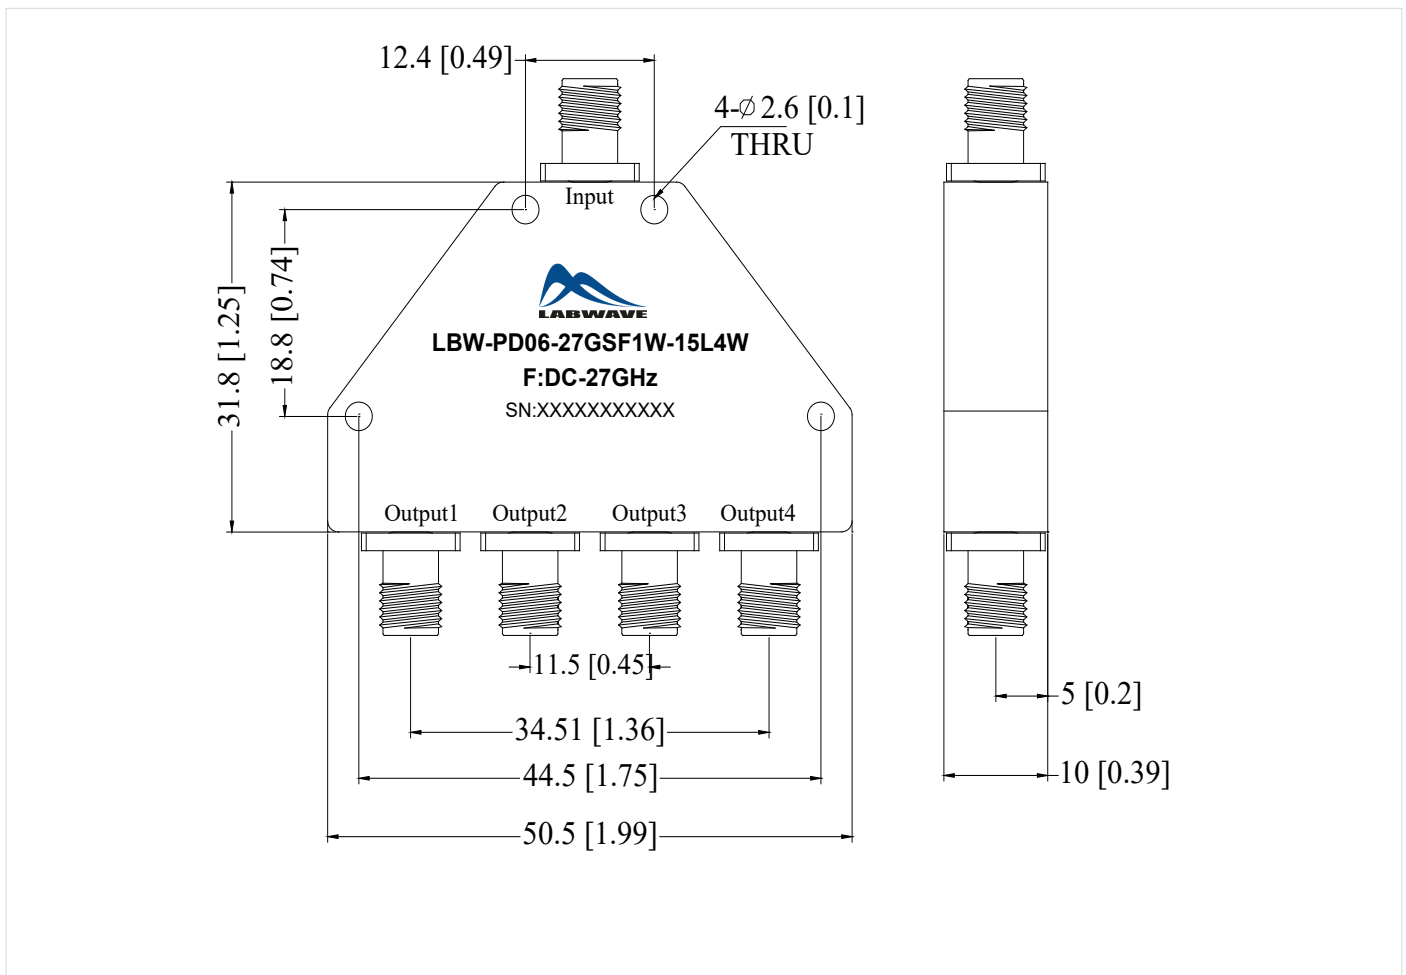 12.4 [0.49]
4-⌀ 2.6 [0.1]
THRU
Input
31.8 [1.25]
18.8 [0.74]
LABWAVE
LBW-PD06-27GSF1W-15L4W
F:DC-27GHz
SN:XXXXXXXXXXX
Output1 Output2 Output3 Output4
11.5 [0.45]
5 [0.2]
34.51 [1.36]
44.5 [1.75]
10 [0.39]
50.5 [1.99]